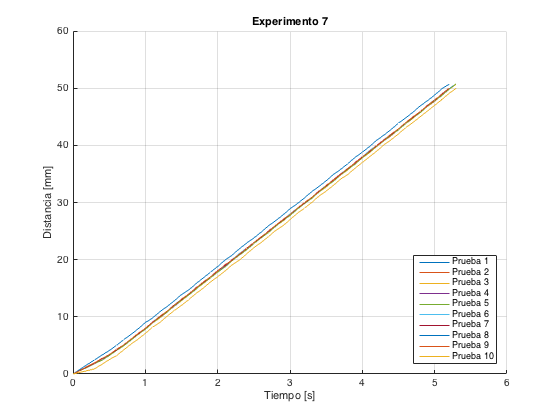 Experimento 7
60
50
40
30
20
10
0
Distancia [mm]
0 1 2 3 4 5 6
Tiempo [s]
Prueba 1
Prueba 2
Prueba 3
Prueba 4
Prueba 5
Prueba 6
Prueba 7
Prueba 8
Prueba 9
Prueba 10